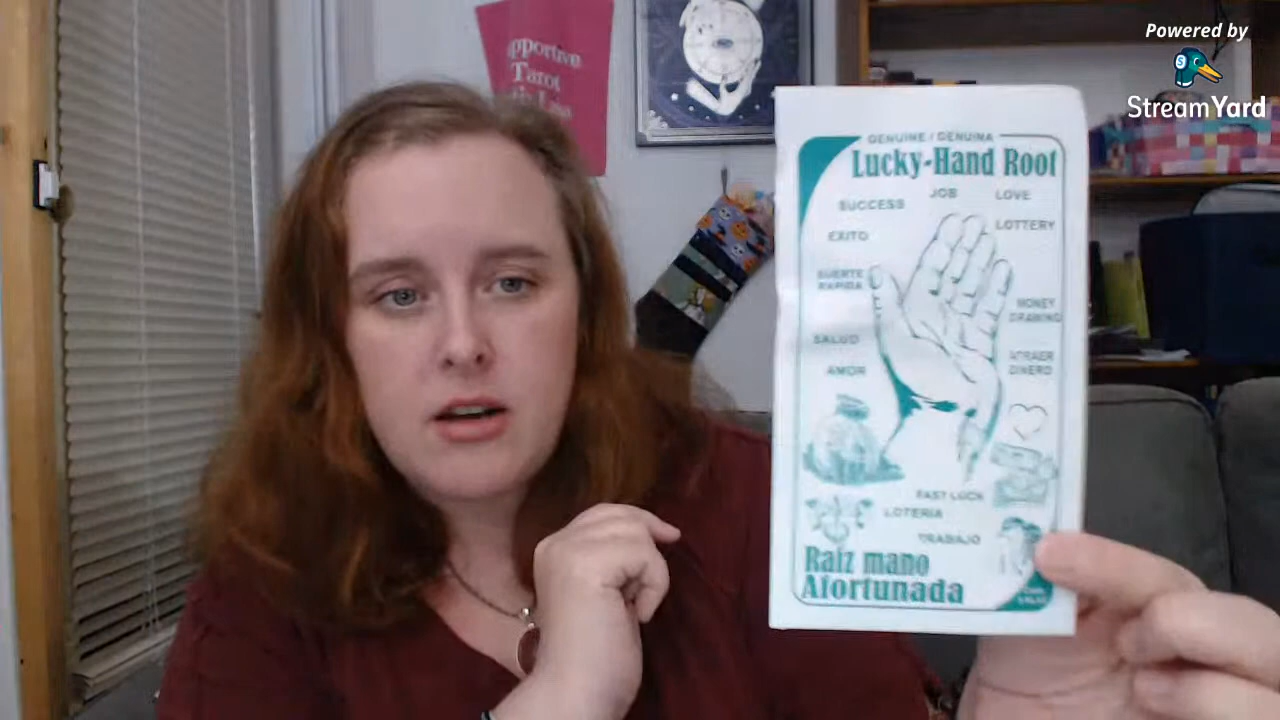 Powered by
StreamYard
pportive
Tarot
GENUINE / GENUINA
Lucky-Hand Root
SUCCESS
JOB
LOVE
EXITO
LOTTERY
SUERTE
RAPIDA
MONEY
DRAWING
SALUD
ATRAER
DINERO
AMOR
FAST LUCK
LOTERIA
TRABAJO
Raiz mano
Afortunada